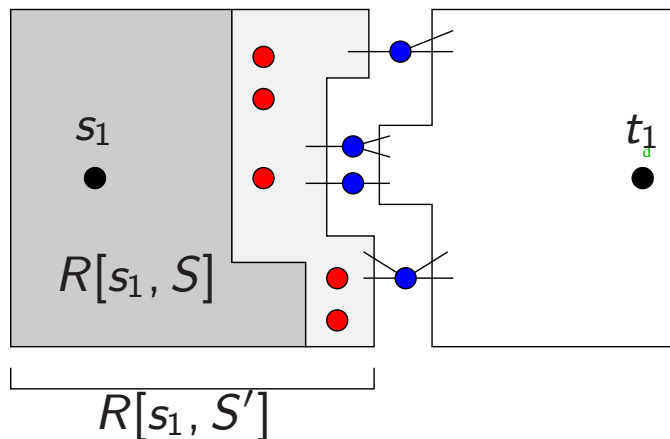 s₁
t₁
d
R[s₁, S]
R[s₁, S′]